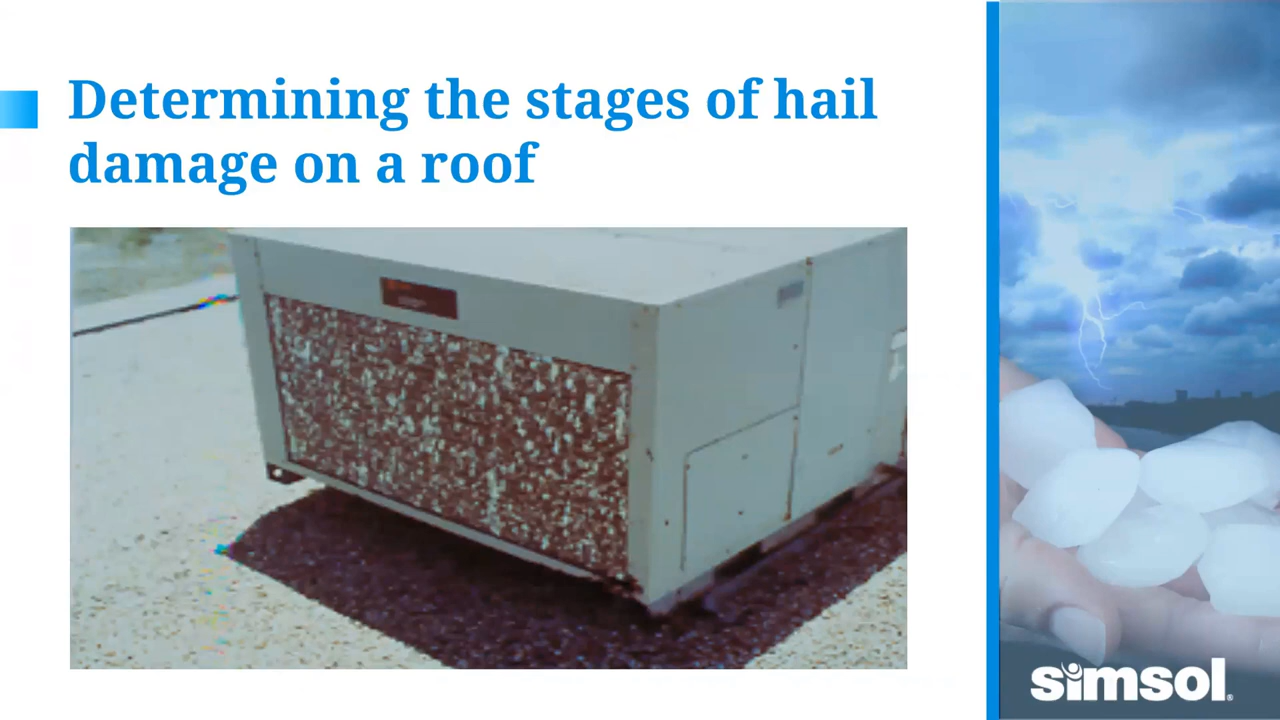 Determining the stages of hail
damage on a roof
simsol®